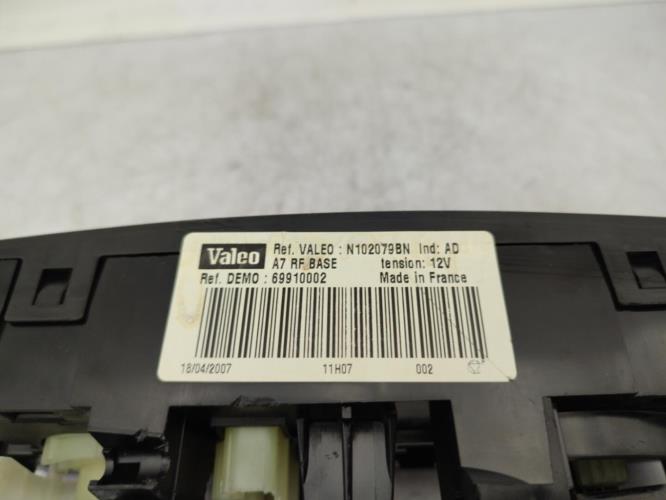 Valeo Ref. VALEO : N102079BN Ind: AD
A7 RF BASE tension: 12V
Ref. DEMO : 69910002 Made in France
18/04/2007 11H07 002